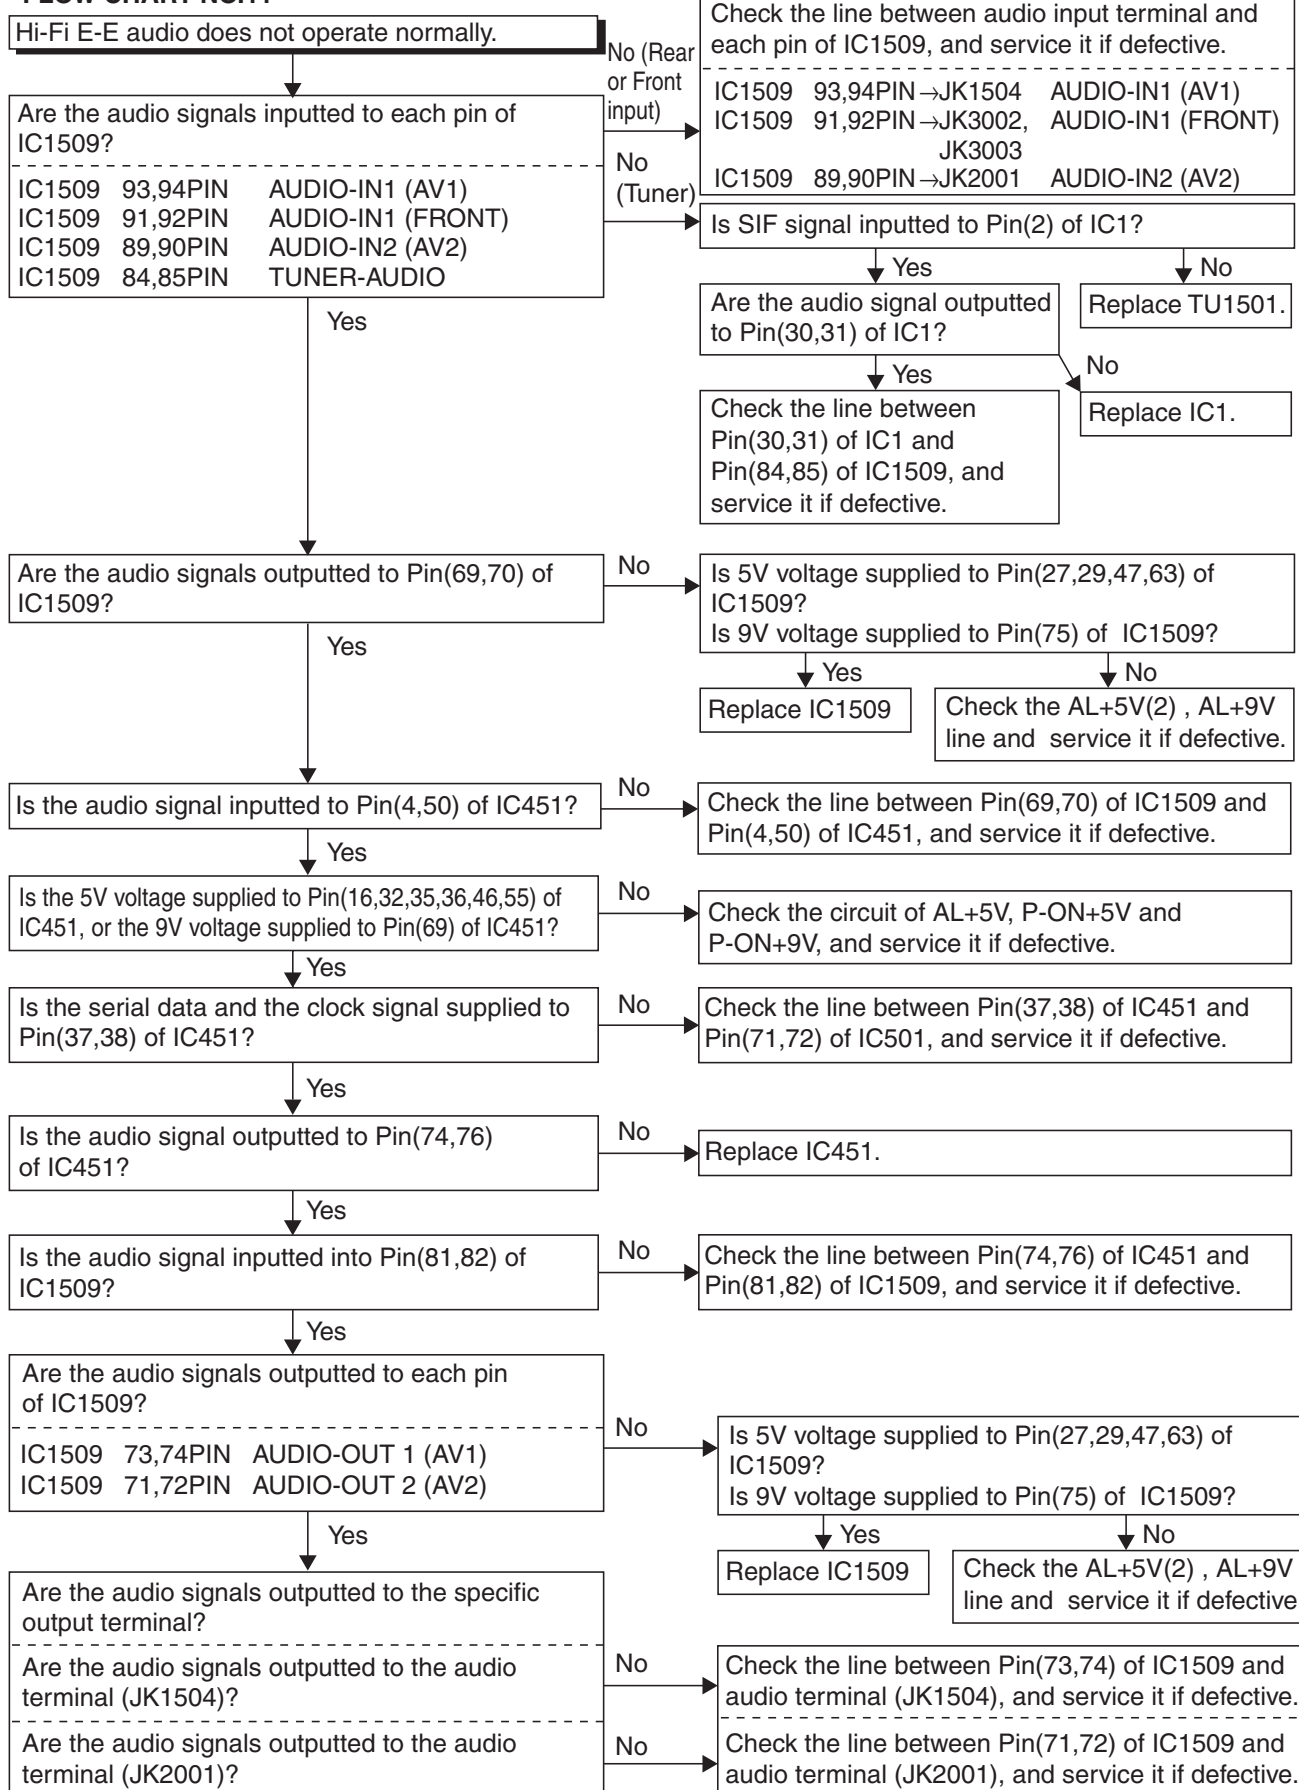 Hi-Fi E-E audio does not operate normally.
No (Rear
or Front
input)
Check the line between audio input terminal and
each pin of IC1509, and service it if defective.
IC1509 93,94PIN→JK1504 AUDIO-IN1 (AV1)
IC1509 91,92PIN→JK3002, AUDIO-IN1 (FRONT)
JK3003
IC1509 89,90PIN→JK2001 AUDIO-IN2 (AV2)
Are the audio signals inputted to each pin of
IC1509?
IC1509 93,94PIN AUDIO-IN1 (AV1)
IC1509 91,92PIN AUDIO-IN1 (FRONT)
IC1509 89,90PIN AUDIO-IN2 (AV2)
IC1509 84,85PIN TUNER-AUDIO
No
(Tuner)
Is SIF signal inputted to Pin(2) of IC1?
Yes
No
Are the audio signal outputted
to Pin(30,31) of IC1?
Replace TU1501.
Yes
No
Check the line between
Pin(30,31) of IC1 and
Pin(84,85) of IC1509, and
service it if defective.
Replace IC1.
Yes
Are the audio signals outputted to Pin(69,70) of
IC1509?
No
Is 5V voltage supplied to Pin(27,29,47,63) of
IC1509?
Is 9V voltage supplied to Pin(75) of IC1509?
Yes
No
Replace IC1509
Check the AL+5V(2) , AL+9V
line and service it if defective.
Yes
Is the audio signal inputted to Pin(4,50) of IC451?
No
Check the line between Pin(69,70) of IC1509 and
Pin(4,50) of IC451, and service it if defective.
Yes
Is the 5V voltage supplied to Pin(16,32,35,36,46,55) of
IC451, or the 9V voltage supplied to Pin(69) of IC451?
No
Check the circuit of AL+5V, P-ON+5V and
P-ON+9V, and service it if defective.
Yes
Is the serial data and the clock signal supplied to
Pin(37,38) of IC451?
No
Check the line between Pin(37,38) of IC451 and
Pin(71,72) of IC501, and service it if defective.
Yes
Is the audio signal outputted to Pin(74,76)
of IC451?
No
Replace IC451.
Yes
Is the audio signal inputted into Pin(81,82) of
IC1509?
No
Check the line between Pin(74,76) of IC451 and
Pin(81,82) of IC1509, and service it if defective.
Yes
Are the audio signals outputted to each pin
of IC1509?
IC1509 73,74PIN AUDIO-OUT 1 (AV1)
IC1509 71,72PIN AUDIO-OUT 2 (AV2)
No
Is 5V voltage supplied to Pin(27,29,47,63) of
IC1509?
Is 9V voltage supplied to Pin(75) of IC1509?
Yes
No
Replace IC1509
Check the AL+5V(2) , AL+9V
line and service it if defective
Yes
Are the audio signals outputted to the specific
output terminal?
Are the audio signals outputted to the audio
terminal (JK1504)?
No
Check the line between Pin(73,74) of IC1509 and
audio terminal (JK1504), and service it if defective.
Are the audio signals outputted to the audio
terminal (JK2001)?
No
Check the line between Pin(71,72) of IC1509 and
audio terminal (JK2001), and service it if defective.